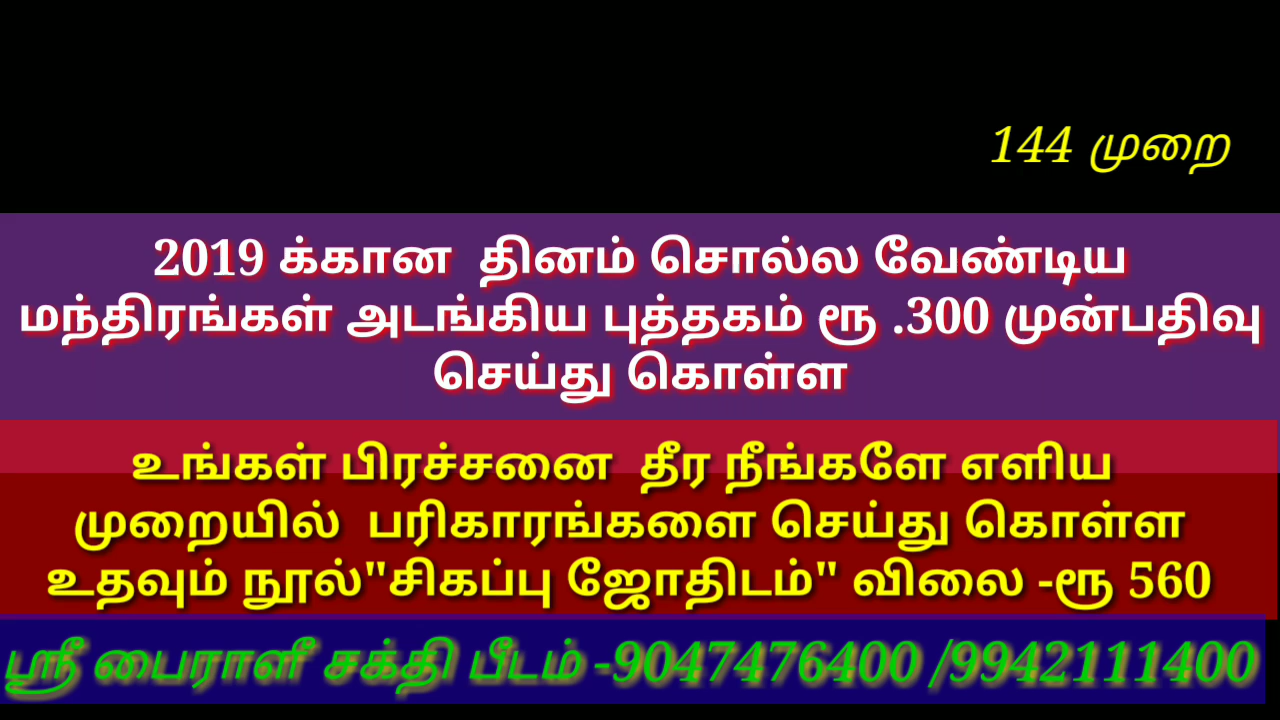 144 முறை
2019 க்கான தினம் சொல்ல வேண்டிய
மந்திரங்கள் அடங்கிய புத்தகம் ரூ .300 முன்பதிவு
செய்து கொள்ள
உங்கள் பிரச்சனை தீர நீங்களே எளிய
முறையில் பரிகாரங்களை செய்து கொள்ள
உதவும் நூல்"சிகப்பு ஜோதிடம்" விலை -ரூ 560
ஸ்ரீ பைராளீ சக்தி பீடம் -9047476400 /9942111400